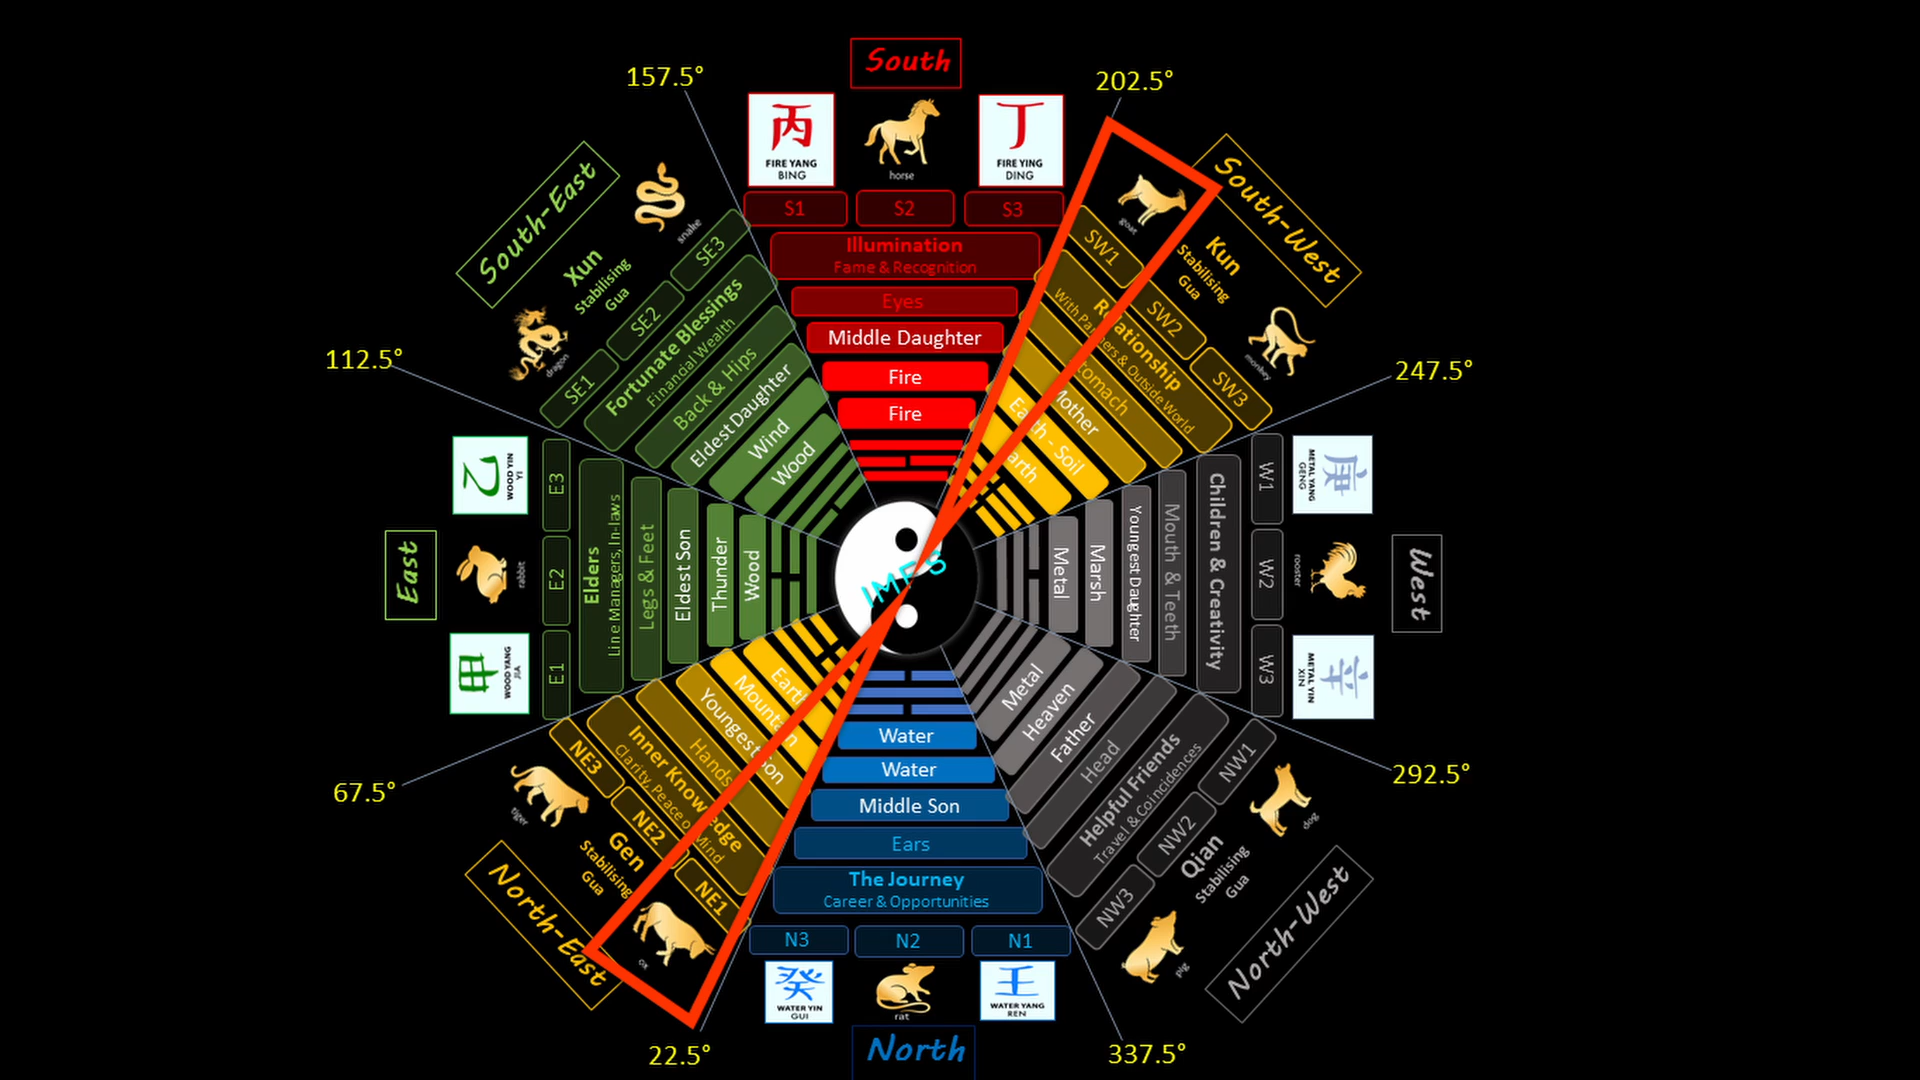 South
157.5°
202.5°
丙
FIRE YANG
BING
horse
丁
FIRE YING
DING
S1
S2
S3
Illumination
Fame & Recognition
Eyes
Middle Daughter
Fire
Fire
South-West
goat
Kun
Stabilising
Gua
monkey
SW1
SW2
SW3
Relationship
With Partners & Outside World
Stomach
Mother
Earth - Soil
Earth
247.5°
West
庚
METAL YANG
GENG
rooster
辛
METAL YIN
XIN
W1
W2
W3
Children & Creativity
Mouth & Teeth
Youngest Daughter
Marsh
Metal
292.5°
North-West
dog
Qian
Stabilising
Gua
pig
NW1
NW2
NW3
Helpful Friends
Travel & Coincidences
Head
Father
Heaven
Metal
337.5°
Water
Water
Middle Son
Ears
The Journey
Career & Opportunities
N3
N2
N1
癸
WATER YIN
GUI
rat
王
WATER YANG
REN
North
22.5°
North-East
ox
Gen
Stabilising
Gua
tiger
NE1
NE2
NE3
Inner Knowledge
Clarity, Peace of Mind
Hands
Youngest Son
Mountain
Earth
67.5°
East
乙
YI
WOOD YIN
rabbit
WOOD YANG
JIA
E3
E2
E1
Elders
Line Managers, In-laws
Legs & Feet
Eldest Son
Thunder
Wood
112.5°
South-East
snake
Xun
Stabilising
Gua
dragon
SE3
SE2
SE1
Fortunate Blessings
Financial Wealth
Back & Hips
Eldest Daughter
Wind
Wood
IMFS